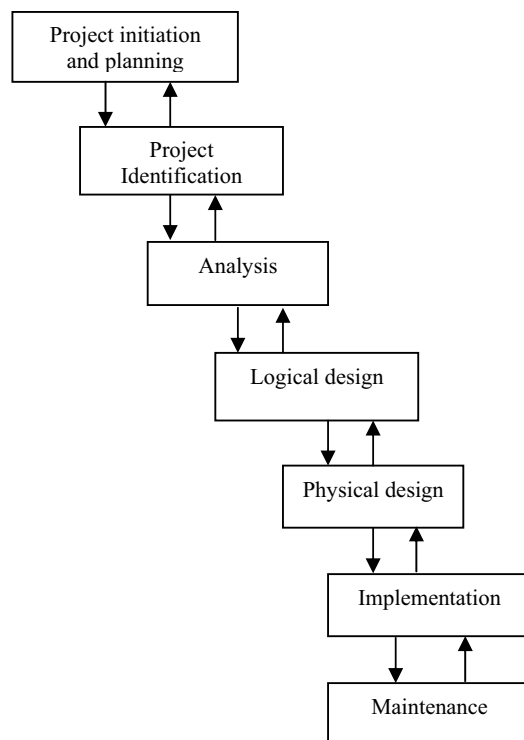 Project initiation
and planning
Project
Identification
Analysis
Logical design
Physical design
Implementation
Maintenance